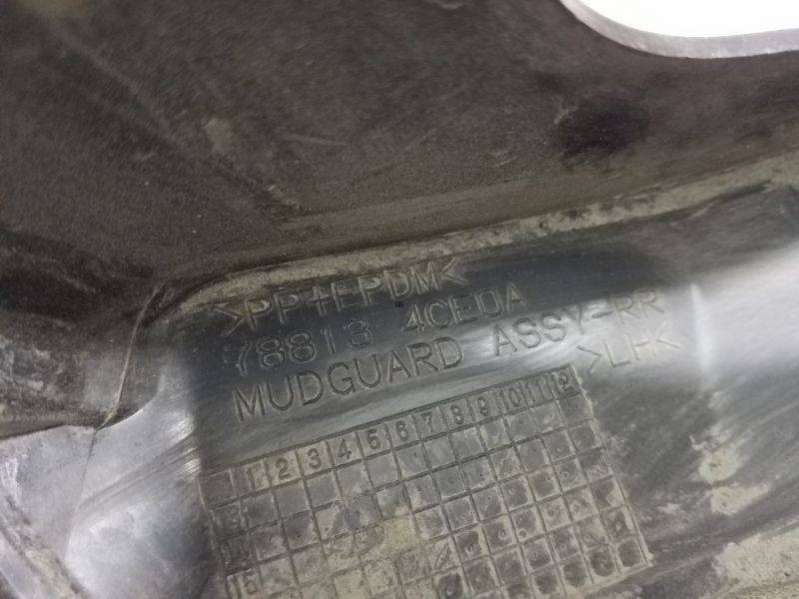 >PP+EPDM<
78813 4CE0A
MUDGUARD ASSY-RR
>LH<
1 2 3 4 5 6 7 8 9 10 11 12
15